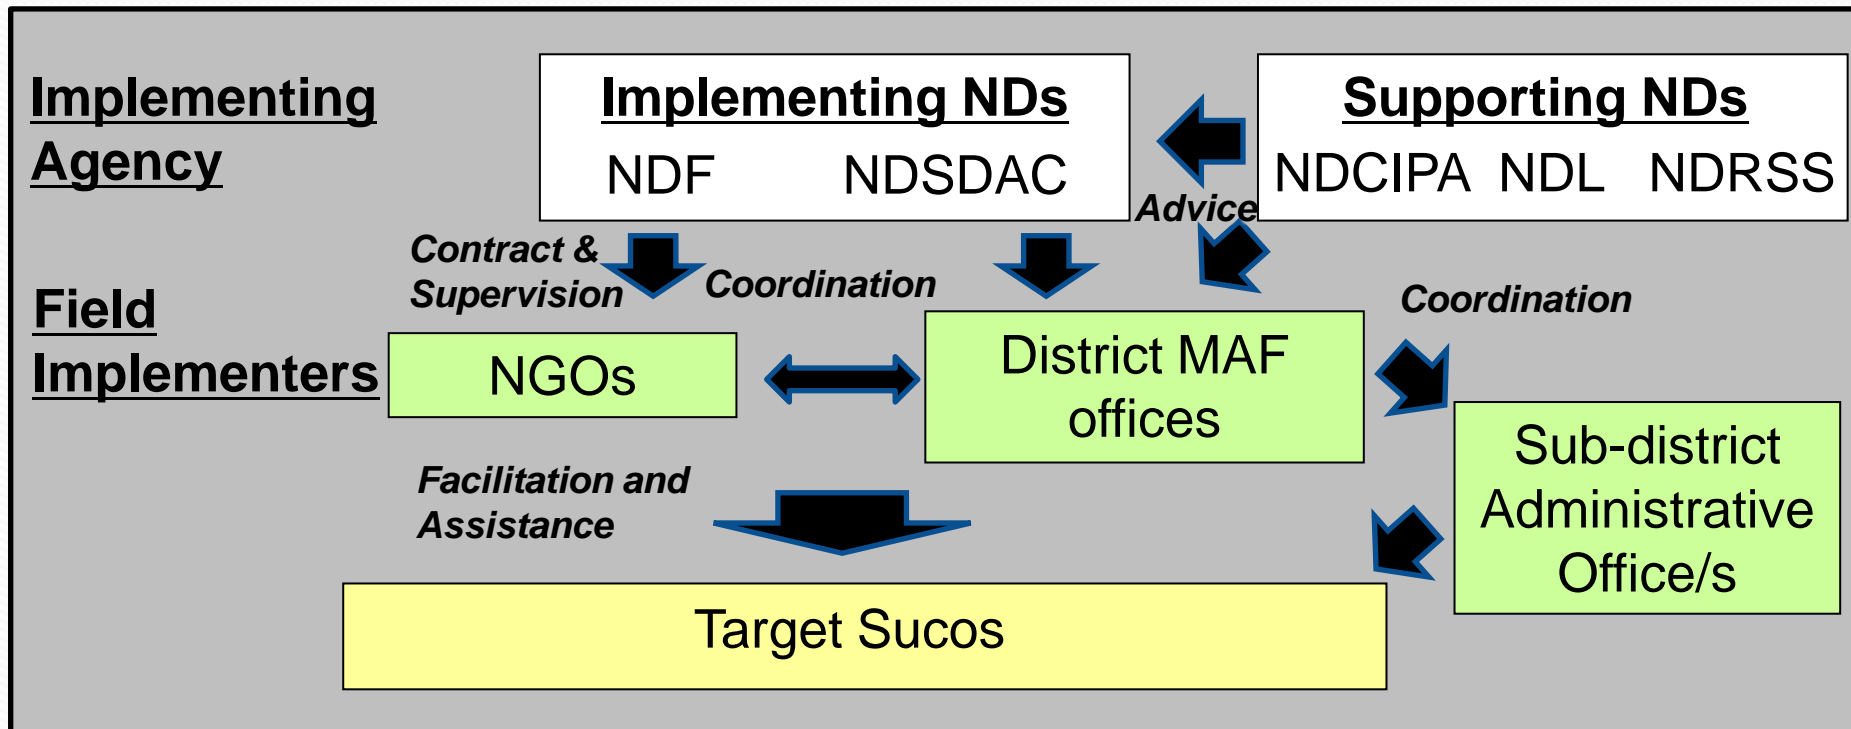 Implementing
Agency
Implementing NDs
NDF NDSDAC
Supporting NDs
NDCIPA NDL NDRSS
Advice
Contract &
Supervision
Coordination
Coordination
Field
Implementers
NGOs
District MAF
offices
Sub-district
Administrative
Office/s
Facilitation and
Assistance
Target Sucos